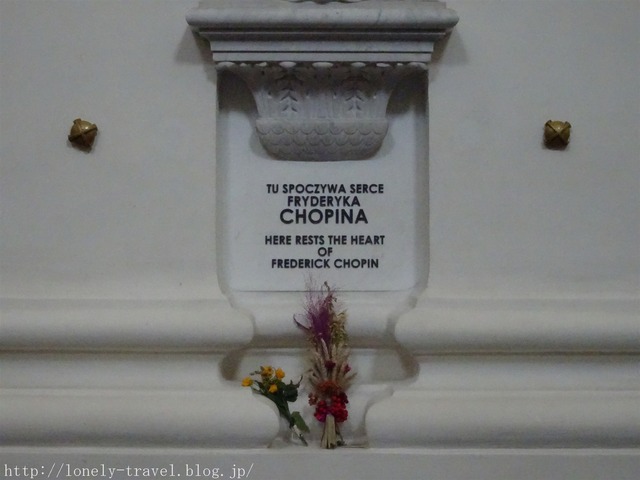 TU SPOCZYWA SERCE
FRYDERYKA
CHOPINA
HERE RESTS THE HEART
OF
FREDERICK CHOPIN
http://lonely-travel.blog.jp/